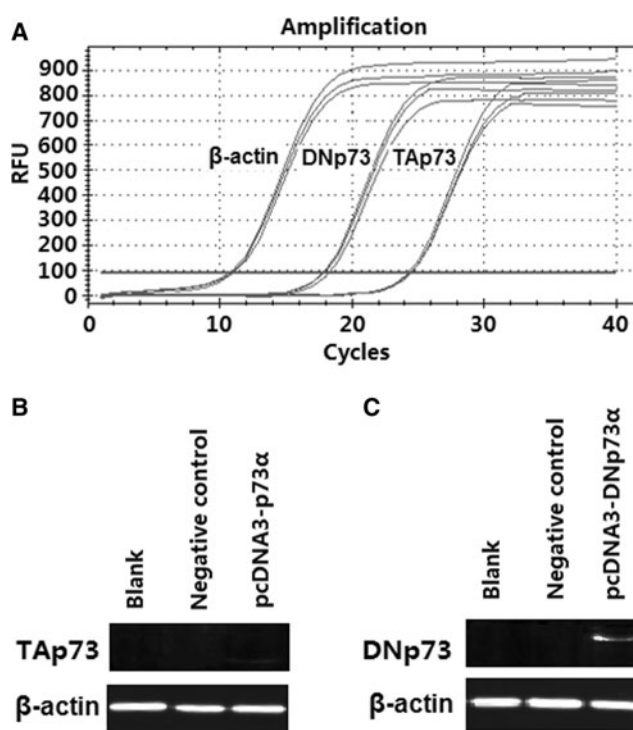 A
Amplification
RFU
900
800
700
600
500
400
300
200
100
0
β-actin
DNp73
TAp73
0
10
20
30
40
Cycles
B
Blank
Negative control
pcDNA3-p73α
TAp73
β-actin
C
Blank
Negative control
pcDNA3-DNp73α
DNp73
β-actin